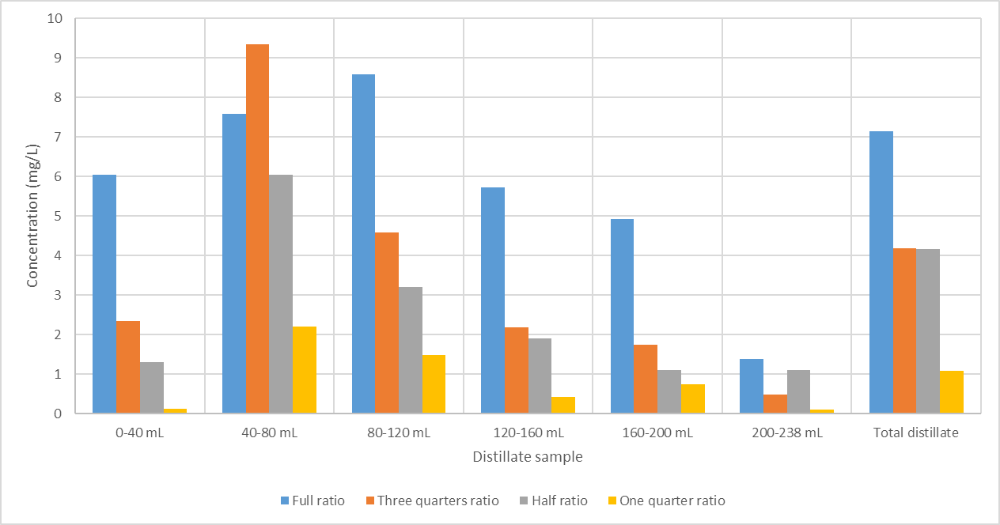 10
9
8
7
6
5
4
3
2
1
0
Concentration (mg/L)
0-40 mL 40-80 mL 80-120 mL 120-160 mL 160-200 mL 200-238 mL Total distillate
Distillate sample
Full ratio Three quarters ratio Half ratio One quarter ratio